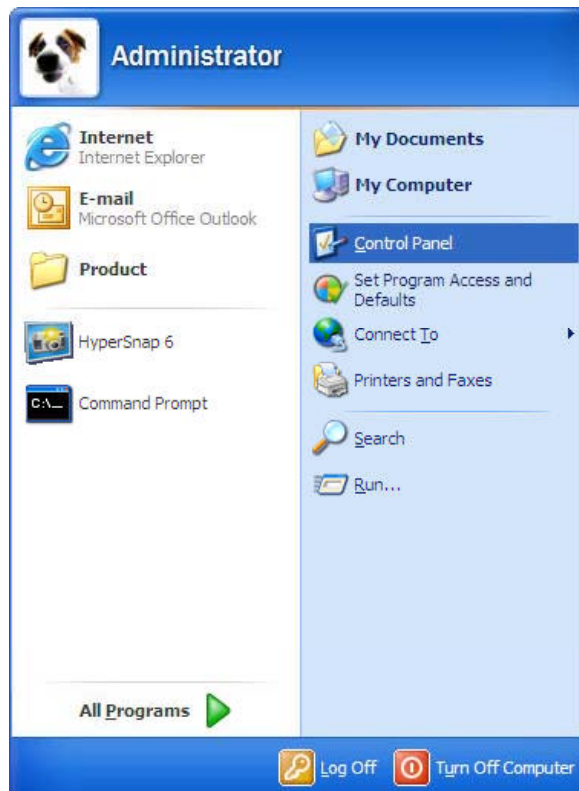 Administrator
Internet
Internet Explorer
E-mail
Microsoft Office Outlook
Product
HyperSnap 6
C:\_
Command Prompt
All Programs
My Documents
My Computer
Control Panel
Set Program Access and
Defaults
Connect To
Printers and Faxes
Search
Run...
Log Off
Turn Off Computer